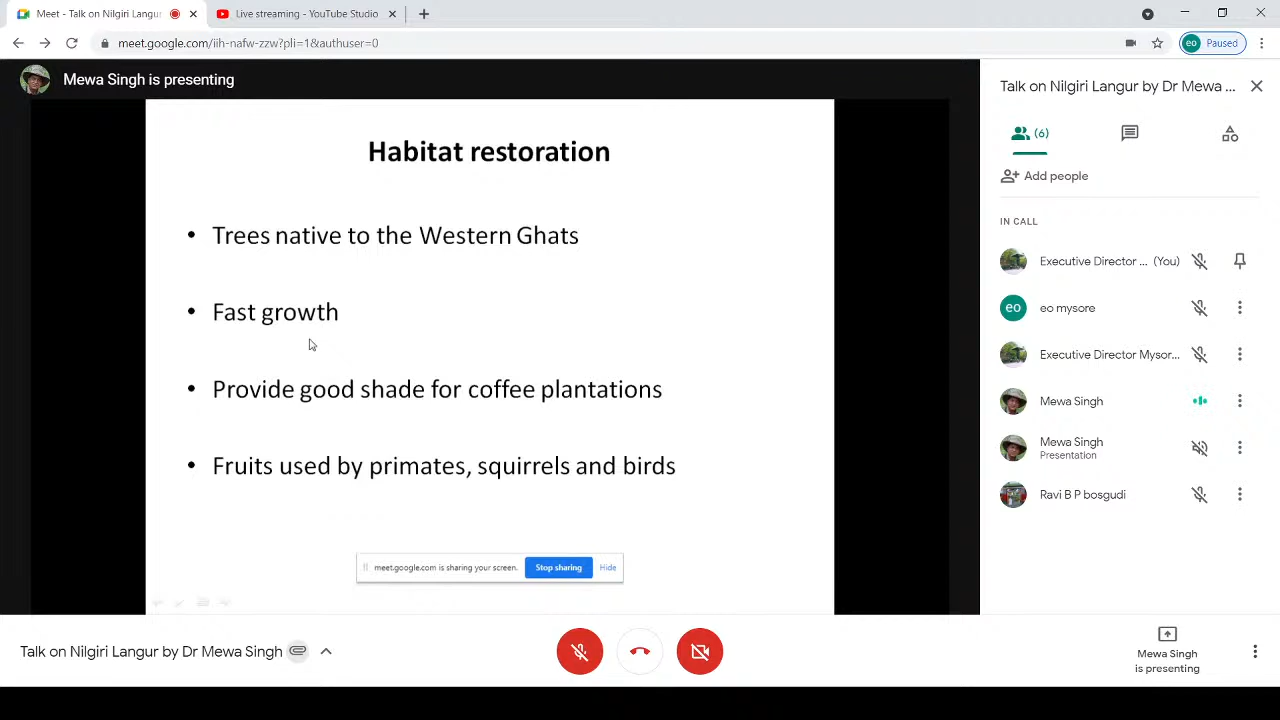 Meet - Talk on Nilgiri Langur
Live streaming - YouTube Studio
meet.google.com/iih-nafw-zzw?pli=1&authuser=0
eo Paused
Mewa Singh is presenting
Habitat restoration
• Trees native to the Western Ghats
• Fast growth
• Provide good shade for coffee plantations
• Fruits used by primates, squirrels and birds
meet.google.com is sharing your screen. Stop sharing Hide
Talk on Nilgiri Langur by Dr Mewa ...
(6)
Add people
IN CALL
Executive Director ... (You)
eo eo mysore
Executive Director Mysor...
Mewa Singh
Mewa Singh
Presentation
Ravi B P bosgudi
Talk on Nilgiri Langur by Dr Mewa Singh
Mewa Singh
is presenting